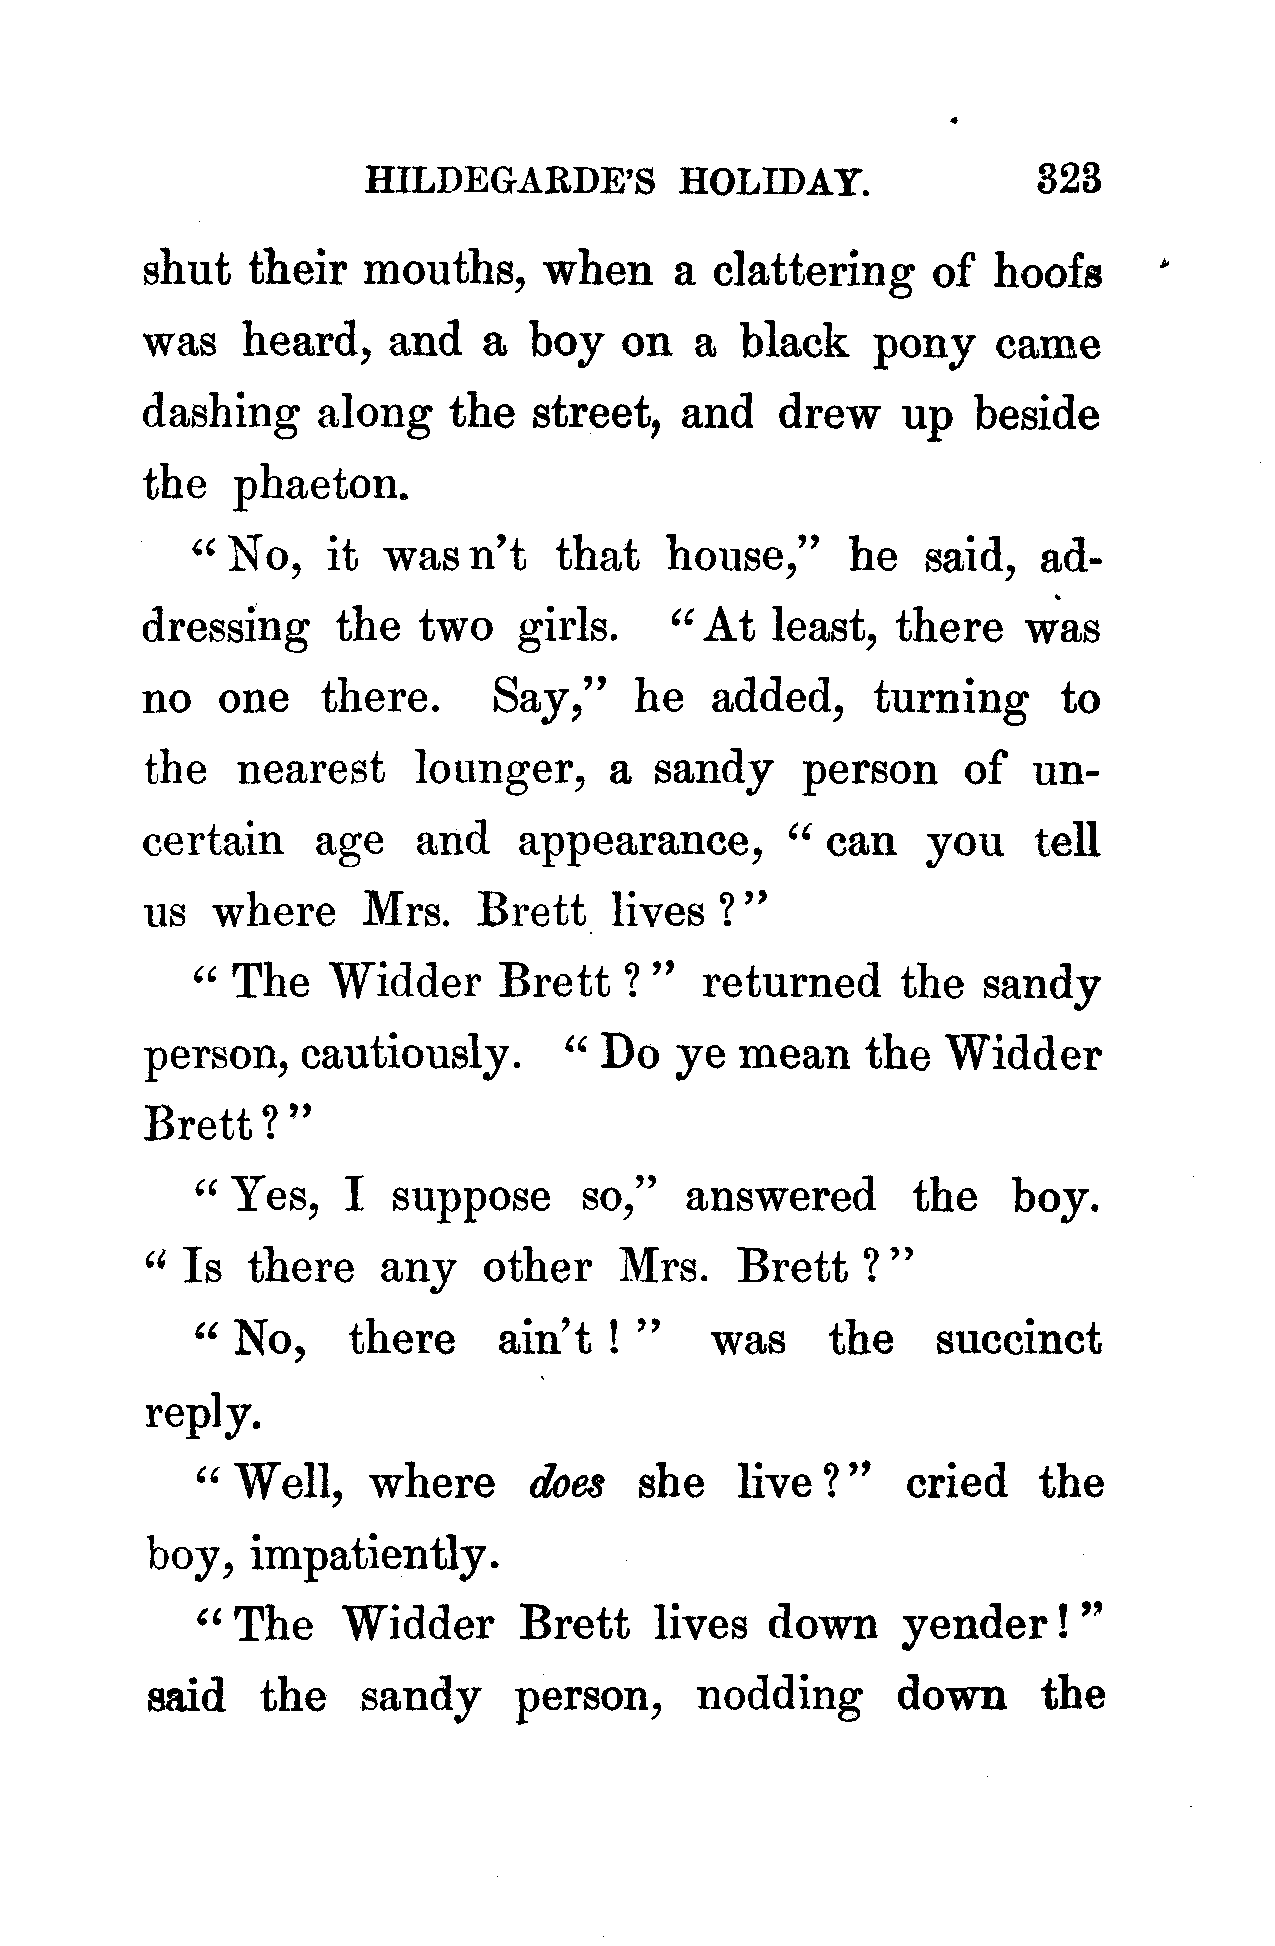 HILDEGARDE'S HOLIDAY. 323
shut their mouths, when a clattering of hoofs
was heard, and a boy on a black pony came
dashing along the street, and drew up beside
the phaeton.
“No, it was n't that house,” he said, ad-
dressing the two girls. “At least, there was
no one there. Say,” he added, turning to
the nearest lounger, a sandy person of un-
certain age and appearance, “can you tell
us where Mrs. Brett lives?”
“The Widder Brett?” returned the sandy
person, cautiously. “Do ye mean the Widder
Brett?”
“Yes, I suppose so,” answered the boy.
“Is there any other Mrs. Brett?”
“No, there ain't!” was the succinct
reply.
“Well, where does she live?” cried the
boy, impatiently.
“The Widder Brett lives down yender!”
said the sandy person, nodding down the